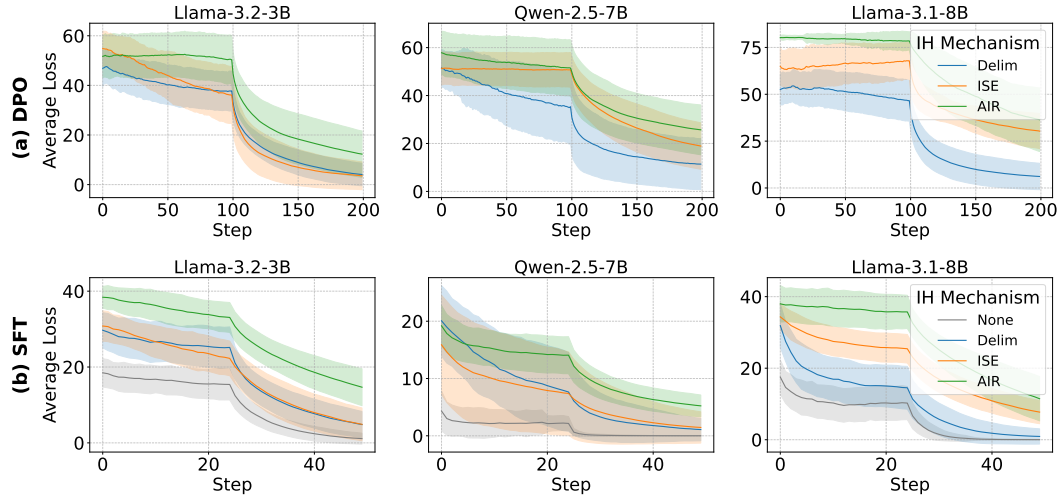 Llama-3.2-3B
Qwen-2.5-7B
Llama-3.1-8B
(a) DPO
Average Loss
60
40
20
0
60
40
20
0
75
50
25
0
IH Mechanism
Delim
ISE
AIR
0 50 100 150 200
0 50 100 150 200
0 50 100 150 200
Step
Step
Step
Llama-3.2-3B
Qwen-2.5-7B
Llama-3.1-8B
(b) SFT
Average Loss
40
20
0
20
10
0
40
20
0
IH Mechanism
None
Delim
ISE
AIR
0 20 40
0 20 40
0 20 40
Step
Step
Step